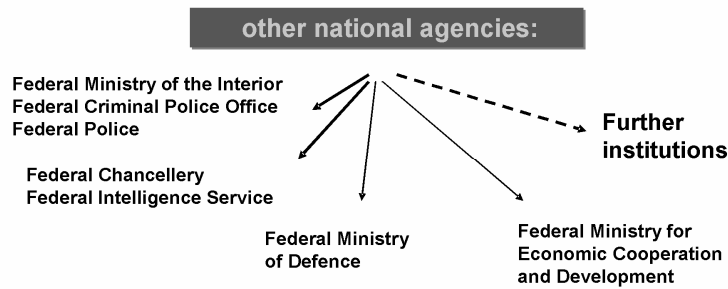 other national agencies:
Federal Ministry of the Interior
Federal Criminal Police Office
Federal Police
Further
institutions
Federal Chancellery
Federal Intelligence Service
Federal Ministry
of Defence
Federal Ministry for
Economic Cooperation
and Development